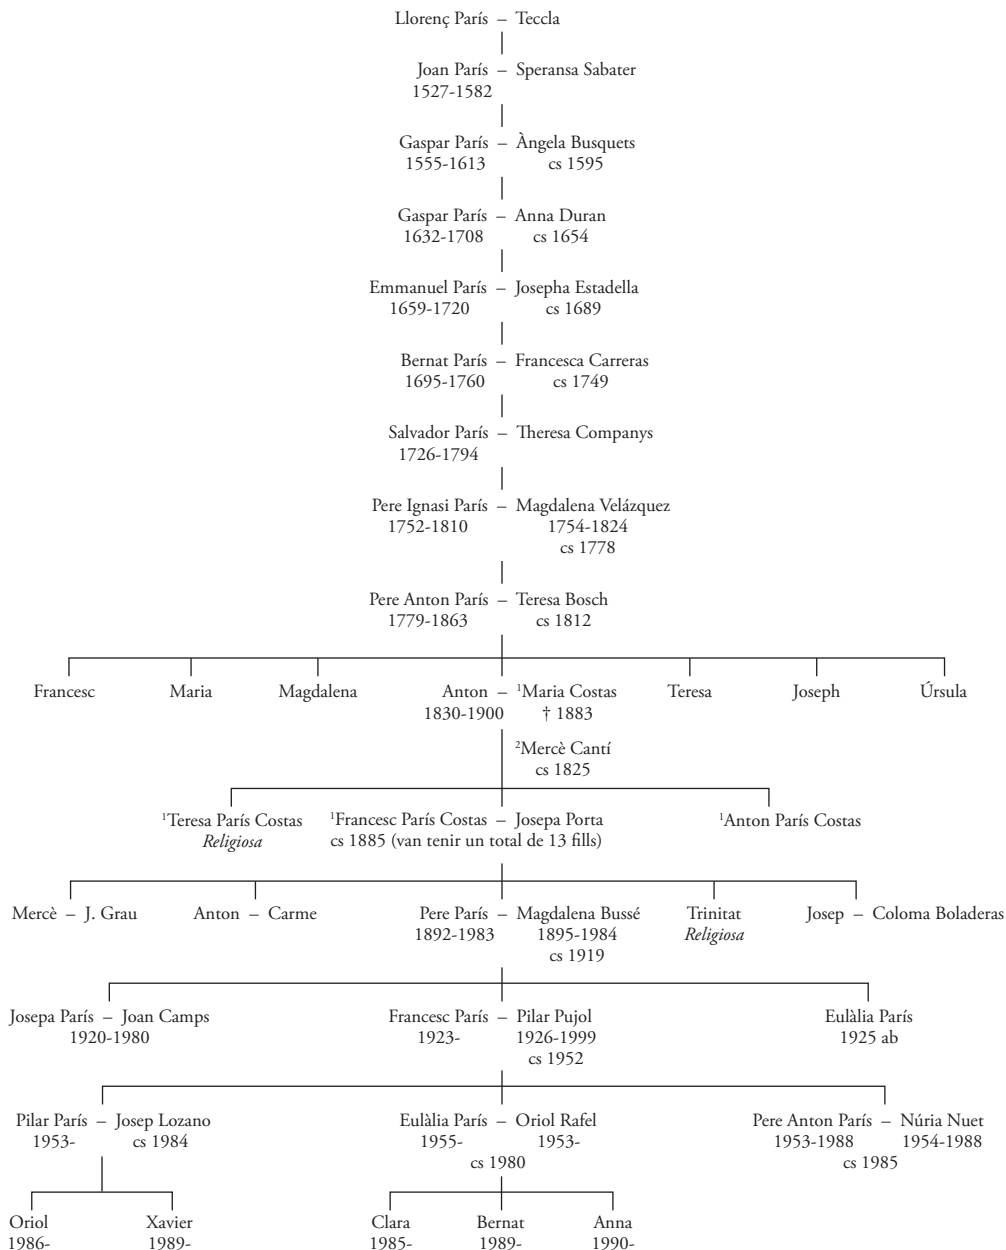 Llorenç París – Teccla
Joan París – Speransa Sabater
1527-1582
Gaspar París – Àngela Busquets
1555-1613 cs 1595
Gaspar París – Anna Duran
1632-1708 cs 1654
Emmanuel París – Josepha Estadella
1659-1720 cs 1689
Bernat París – Francesca Carreras
1695-1760 cs 1749
Salvador París – Theresa Companys
1726-1794
Pere Ignasi París – Magdalena Velázquez
1752-1810 1754-1824
cs 1778
Pere Anton París – Teresa Bosch
1779-1863 cs 1812
Francesc Maria Magdalena Anton – ¹Maria Costas Teresa Joseph Úrsula
1830-1900 † 1883
²Mercè Cantí
cs 1825
¹Teresa París Costas ¹Francesc París Costas – Josepa Porta ¹Anton París Costas
Religiosa cs 1885 (van tenir un total de 13 fills)
Mercè – J. Grau Anton – Carme Pere París – Magdalena Bussé Trinitat Josep – Coloma Boladeras
1892-1983 1895-1984 Religiosa
cs 1919
Josepa París – Joan Camps Francesc París – Pilar Pujol Eulàlia París
1920-1980 1923- 1926-1999 1925 ab
cs 1952
Pilar París – Josep Lozano Eulàlia París – Oriol Rafel Pere Anton París – Núria Nuet
1953- cs 1984 1955- 1953- 1953-1988 1954-1988
cs 1980 cs 1985
Oriol Xavier Clara Bernat Anna
1986- 1989- 1985- 1989- 1990-